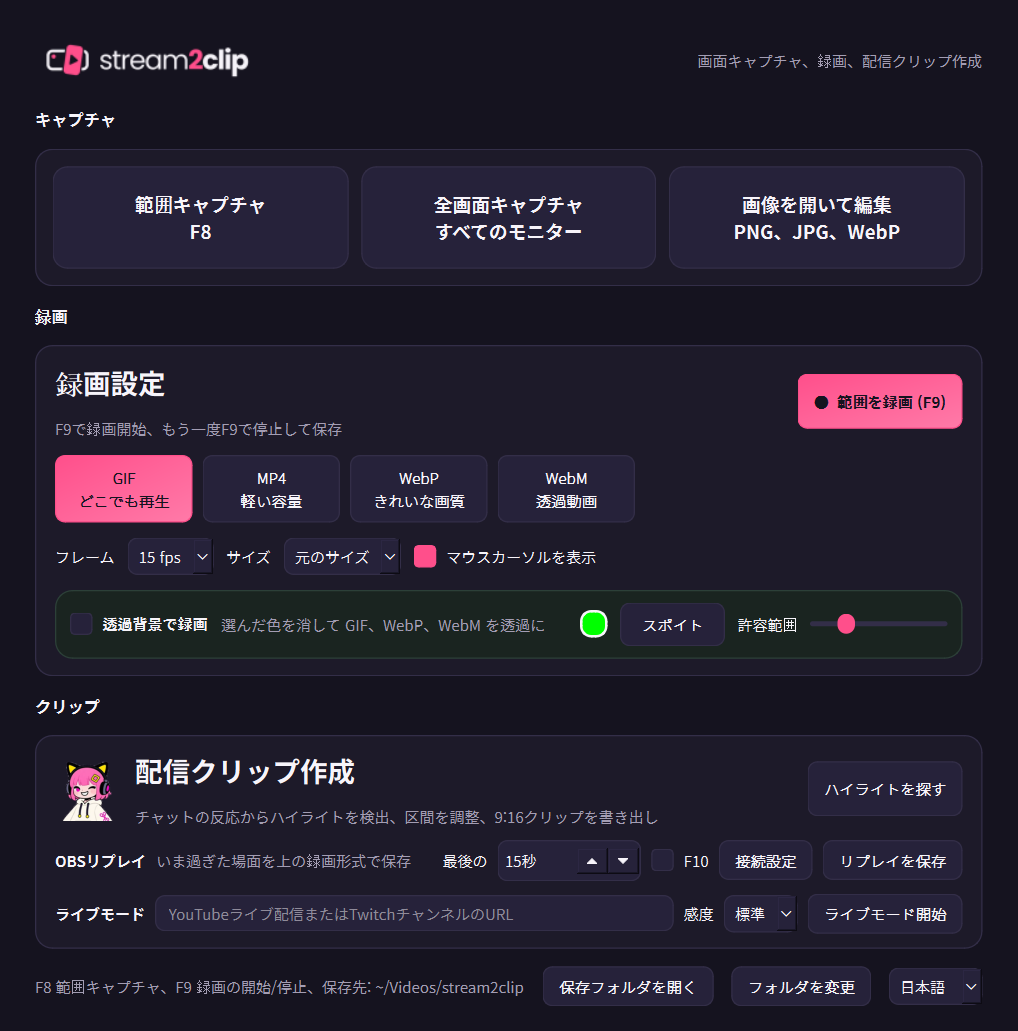 stream2clip
画面キャプチャ、録画、配信クリップ作成
キャプチャ
範囲キャプチャ
F8
全画面キャプチャ
すべてのモニター
画像を開いて編集
PNG、JPG、WebP
録画
録画設定
F9で録画開始、もう一度F9で停止して保存
● 範囲を録画 (F9)
GIF
どこでも再生
MP4
軽い容量
WebP
きれいな画質
WebM
透過動画
フレーム 15 fps サイズ 元のサイズ マウスカーソルを表示
透過背景で録画 選んだ色を消して GIF、WebP、WebM を透過に スポイト 許容範囲
クリップ
配信クリップ作成
チャットの反応からハイライトを検出、区間を調整、9:16クリップを書き出し
ハイライトを探す
OBSリプレイ いま過ぎた場面を上の録画形式で保存 最後の 15秒 F10 接続設定 リプレイを保存
ライブモード YouTubeライブ配信またはTwitchチャンネルのURL 感度 標準 ライブモード開始
F8 範囲キャプチャ、F9 録画の開始/停止、保存先: ~/Videos/stream2clip 保存フォルダを開く フォルダを変更 日本語